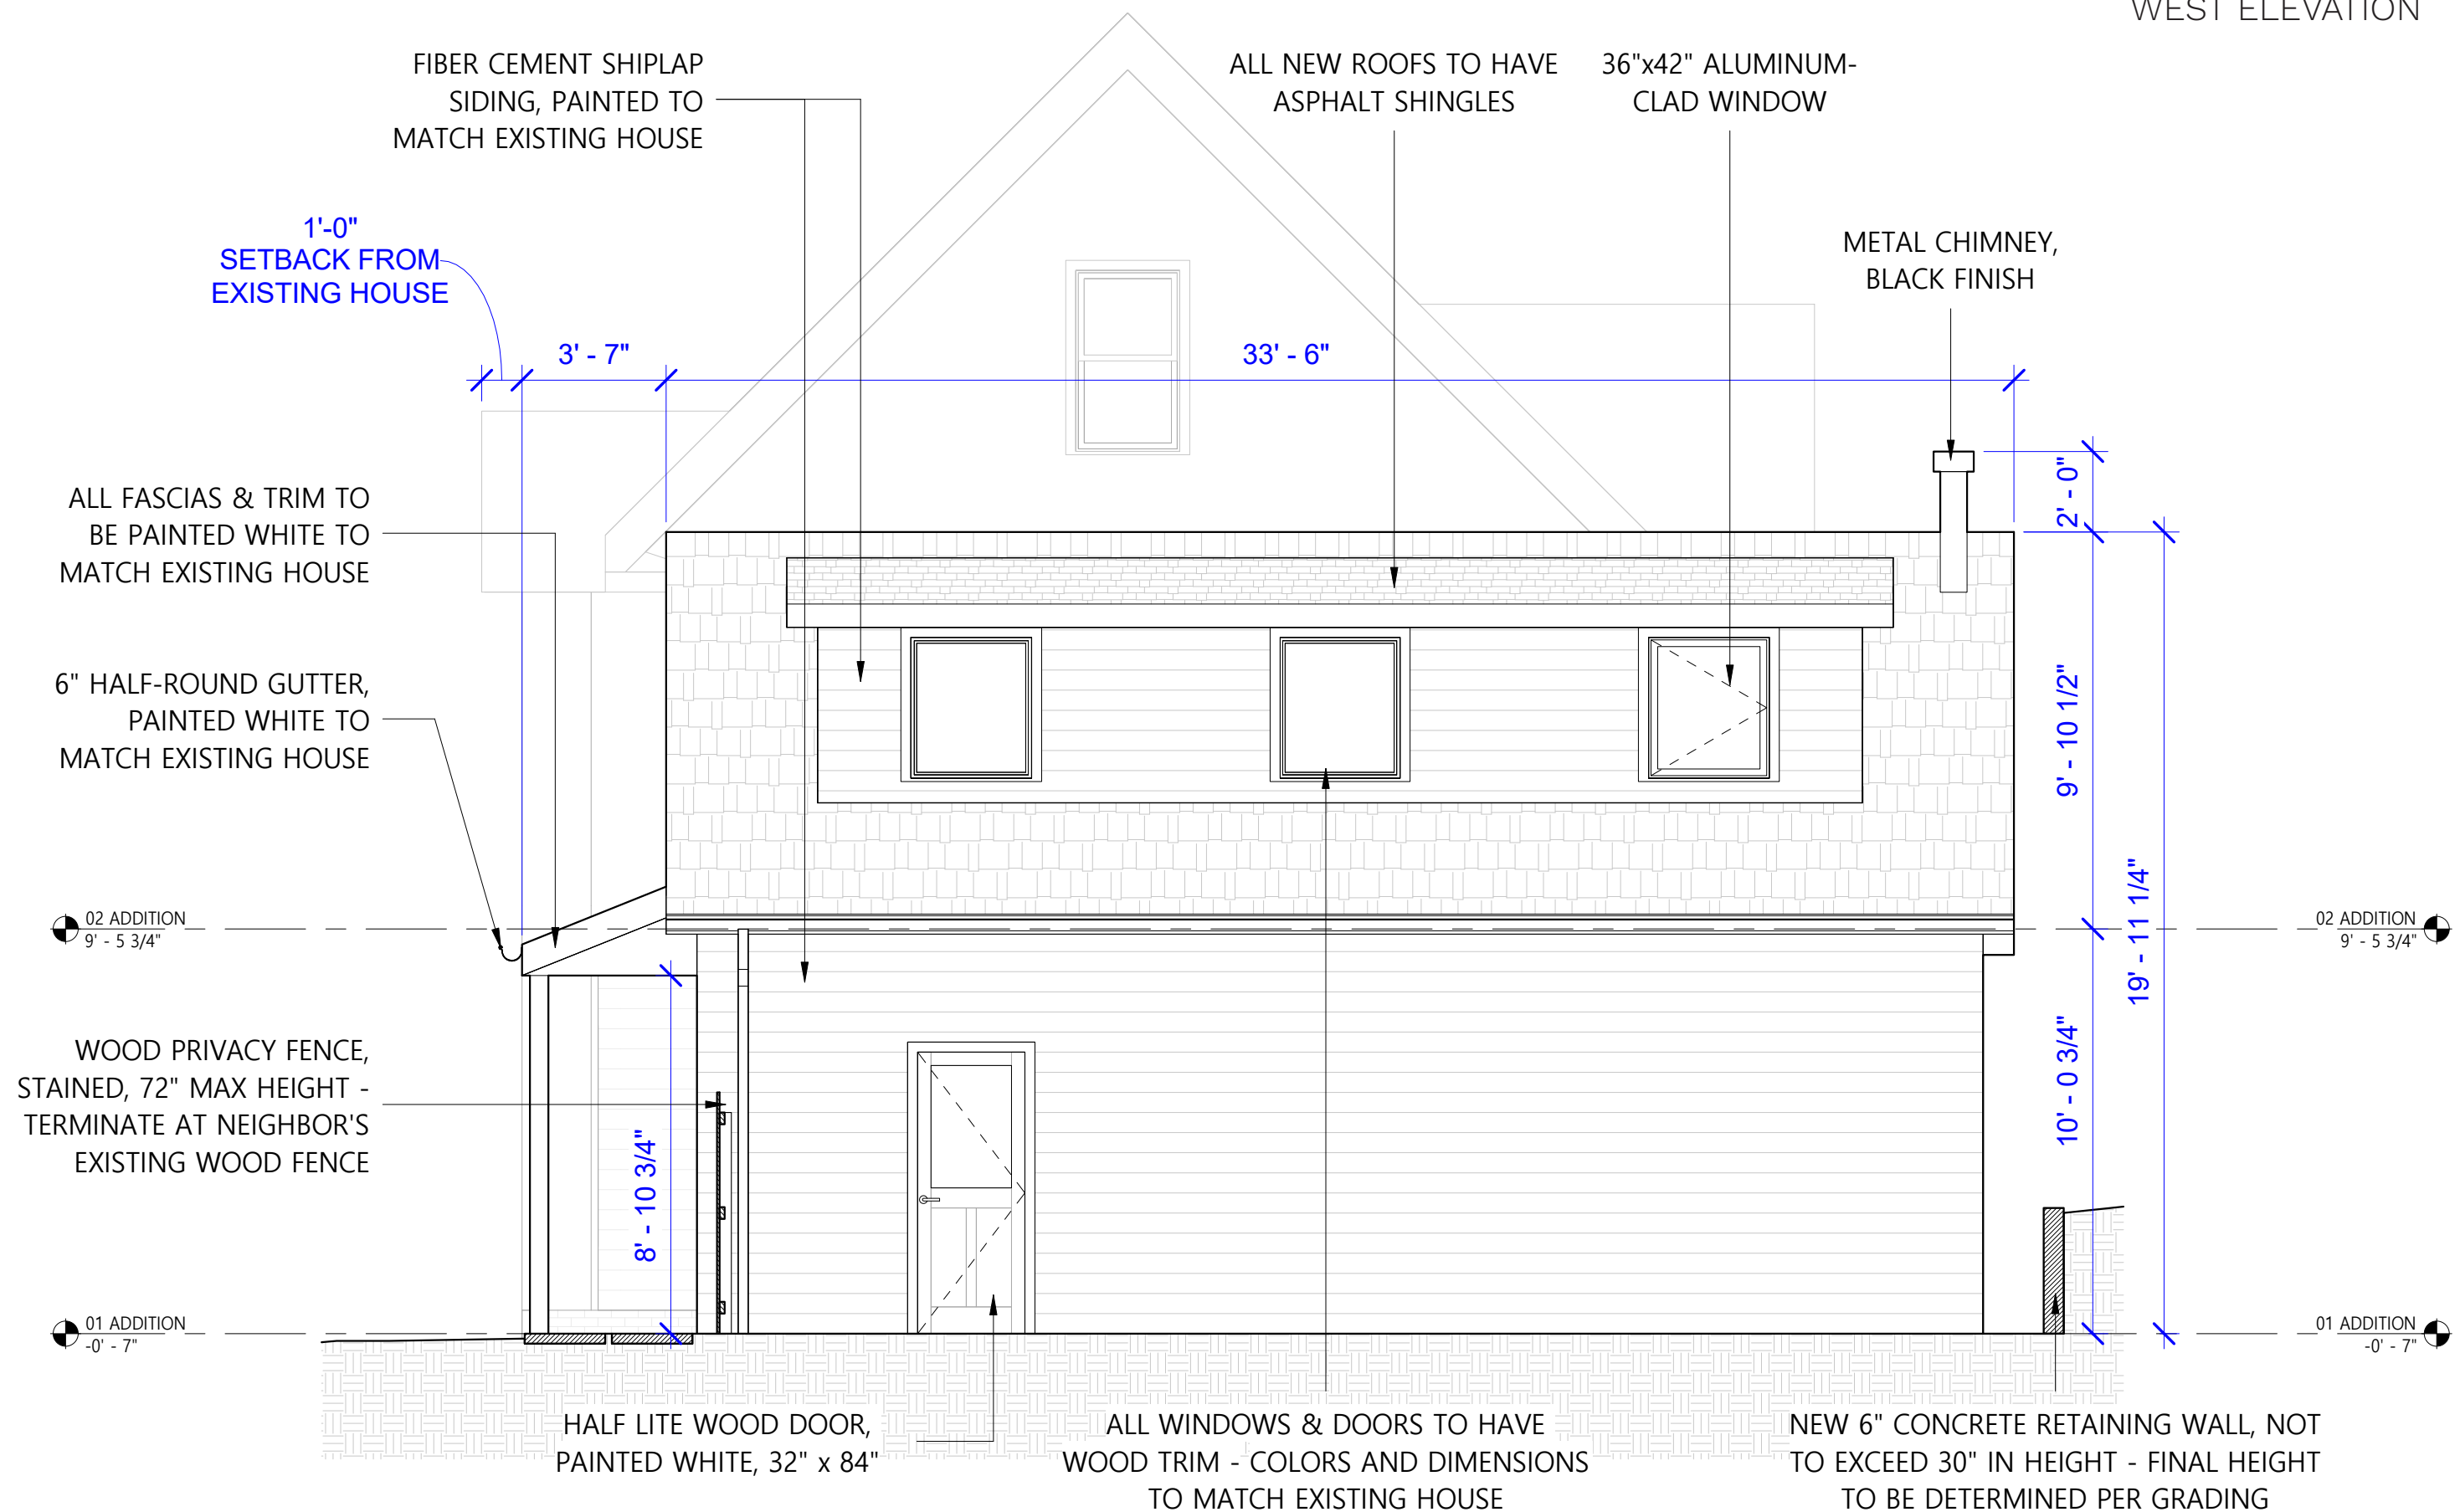 WEST ELEVATION
FIBER CEMENT SHIPLAP
SIDING, PAINTED TO
MATCH EXISTING HOUSE
ALL NEW ROOFS TO HAVE
ASPHALT SHINGLES
36"x42" ALUMINUM-
CLAD WINDOW
1'-0"
SETBACK FROM
EXISTING HOUSE
METAL CHIMNEY,
BLACK FINISH
3' - 7"
33' - 6"
2' - 0"
ALL FASCIAS & TRIM TO
BE PAINTED WHITE TO
MATCH EXISTING HOUSE
6" HALF-ROUND GUTTER,
PAINTED WHITE TO
MATCH EXISTING HOUSE
9' - 10 1/2"
19' - 11 1/4"
02 ADDITION
9' - 5 3/4"
02 ADDITION
9' - 5 3/4"
WOOD PRIVACY FENCE,
STAINED, 72" MAX HEIGHT -
TERMINATE AT NEIGHBOR'S
EXISTING WOOD FENCE
8' - 10 3/4"
10' - 0 3/4"
01 ADDITION
-0' - 7"
01 ADDITION
-0' - 7"
HALF LITE WOOD DOOR,
PAINTED WHITE, 32" x 84"
ALL WINDOWS & DOORS TO HAVE
WOOD TRIM - COLORS AND DIMENSIONS
TO MATCH EXISTING HOUSE
NEW 6" CONCRETE RETAINING WALL, NOT
TO EXCEED 30" IN HEIGHT - FINAL HEIGHT
TO BE DETERMINED PER GRADING